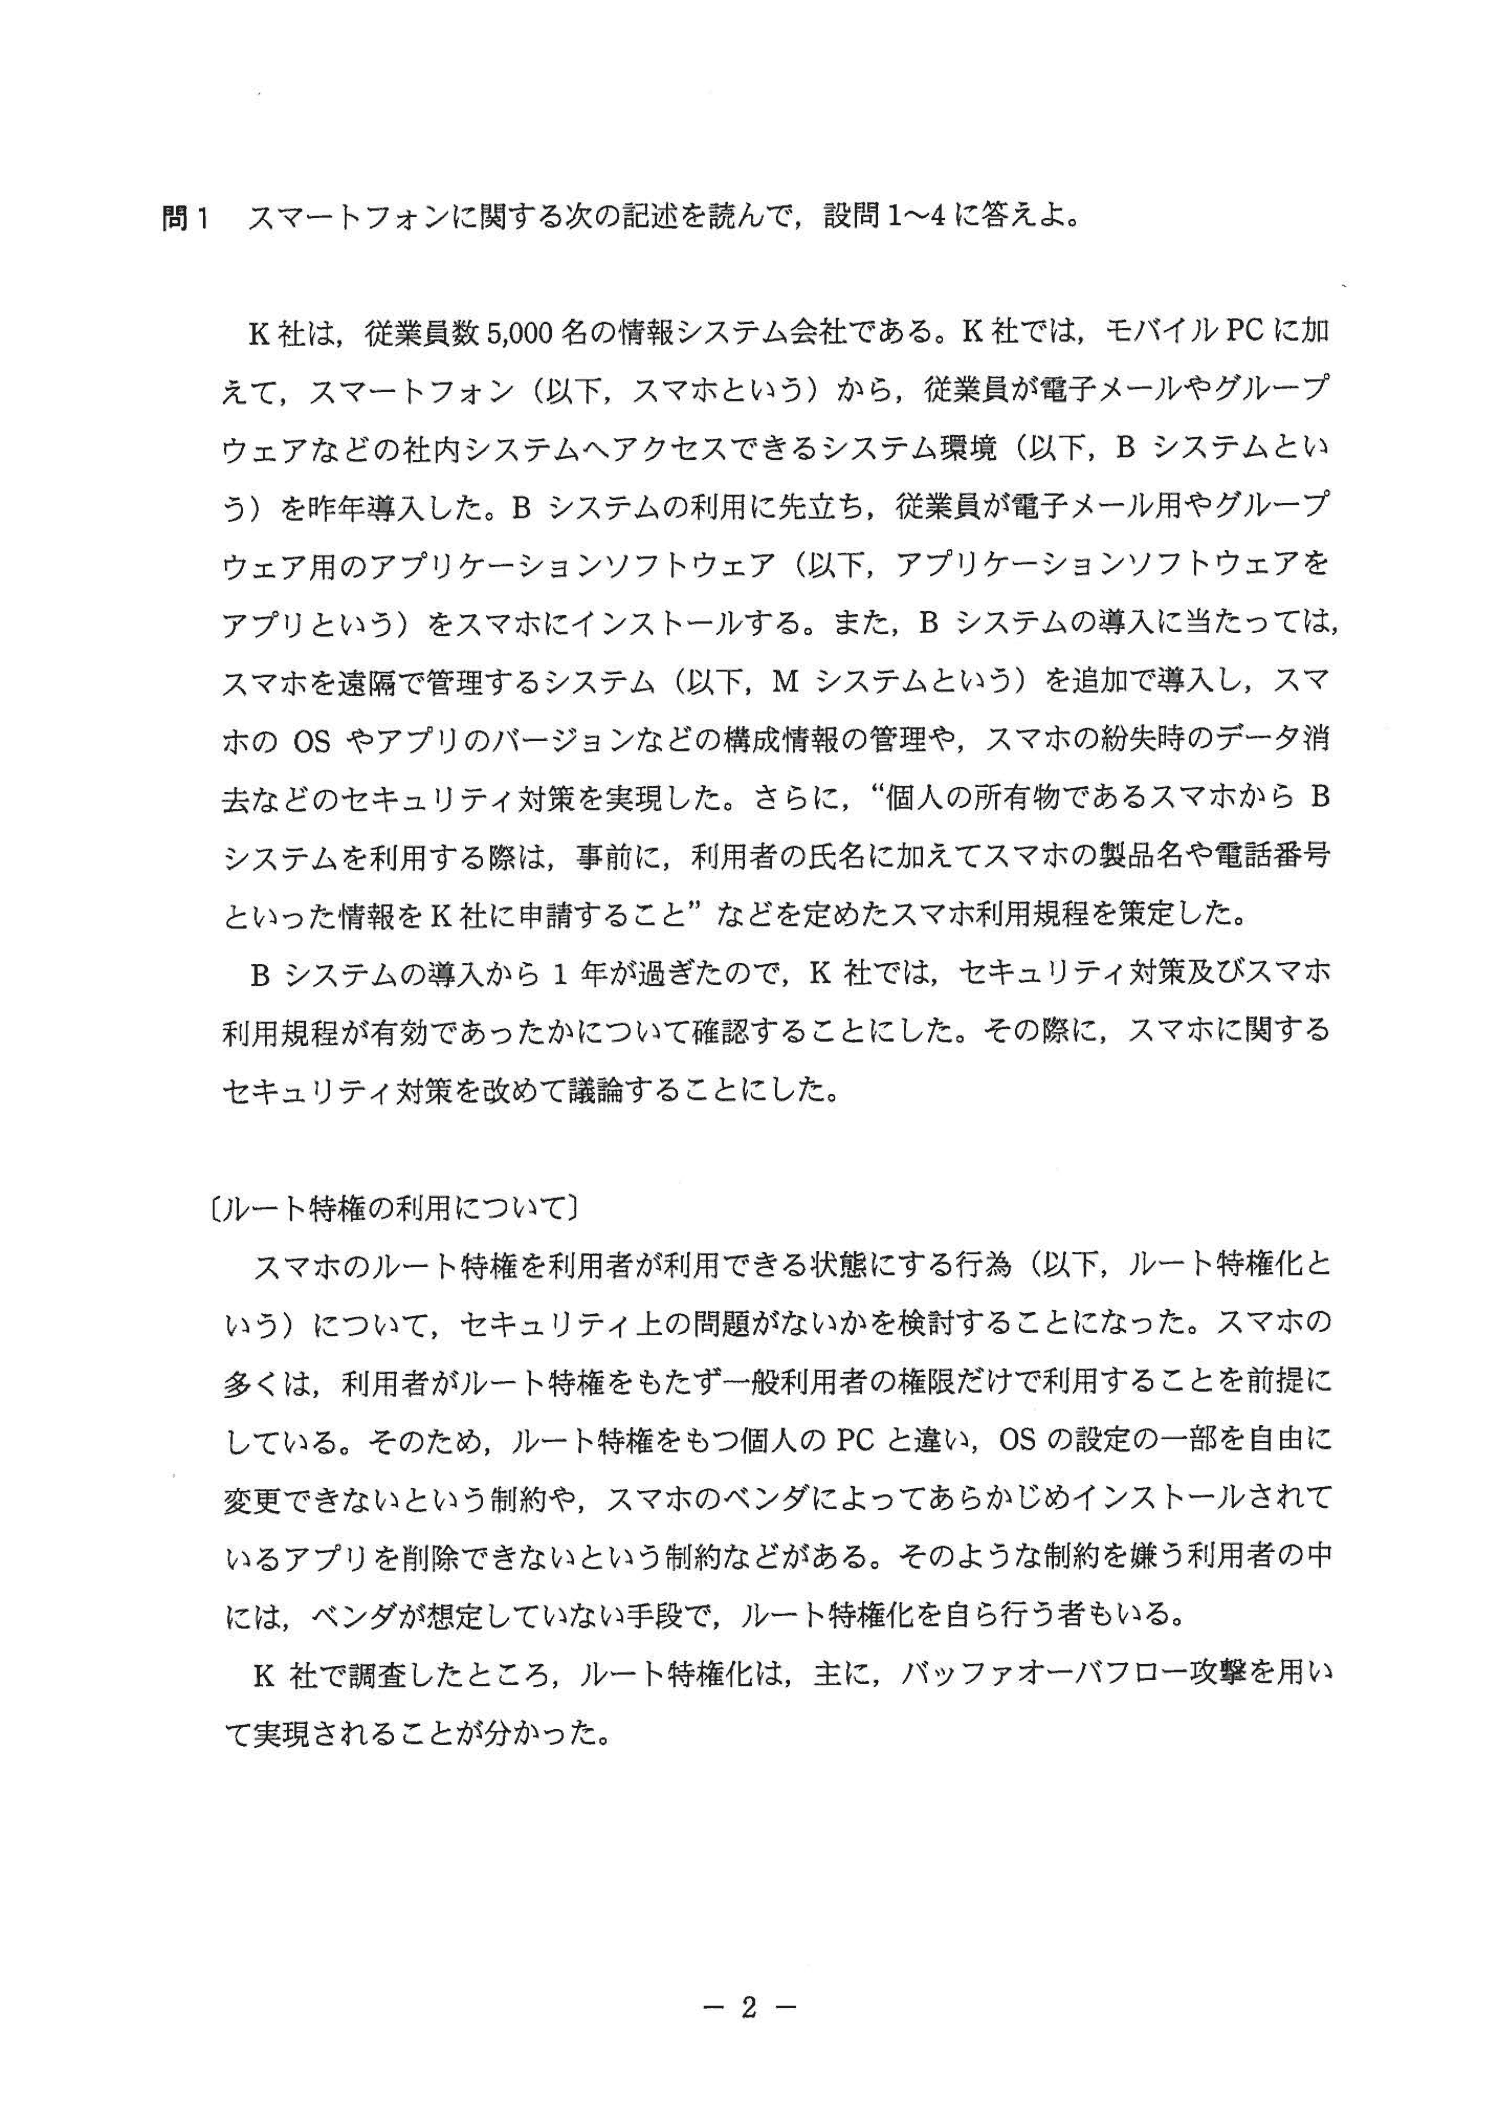 問1　スマートフォンに関する次の記述を読んで，設問1～4に答えよ。
K社は，従業員数5,000名の情報システム会社である。K社では，モバイルPCに加
えて，スマートフォン（以下，スマホという）から，従業員が電子メールやグループ
ウェアなどの社内システムへアクセスできるシステム環境（以下，B システムとい
う）を昨年導入した。B システムの利用に先立ち，従業員が電子メール用やグループ
ウェア用のアプリケーションソフトウェア（以下，アプリケーションソフトウェアを
アプリという）をスマホにインストールする。また，B システムの導入に当たっては，
スマホを遠隔で管理するシステム（以下，M システムという）を追加で導入し，スマ
ホの OS やアプリのバージョンなどの構成情報の管理や，スマホの紛失時のデータ消
去などのセキュリティ対策を実現した。さらに，“個人の所有物であるスマホから B
システムを利用する際は，事前に，利用者の氏名に加えてスマホの製品名や電話番号
といった情報をK社に申請すること” などを定めたスマホ利用規程を策定した。
B システムの導入から 1 年が過ぎたので，K 社では，セキュリティ対策及びスマホ
利用規程が有効であったかについて確認することにした。その際に，スマホに関する
セキュリティ対策を改めて議論することにした。
〔ルート特権の利用について〕
スマホのルート特権を利用者が利用できる状態にする行為（以下，ルート特権化と
いう）について，セキュリティ上の問題がないかを検討することになった。スマホの
多くは，利用者がルート特権をもたず一般利用者の権限だけで利用することを前提に
している。そのため，ルート特権をもつ個人の PC と違い，OS の設定の一部を自由に
変更できないという制約や，スマホのベンダによってあらかじめインストールされて
いるアプリを削除できないという制約などがある。そのような制約を嫌う利用者の中
には，ベンダが想定していない手段で，ルート特権化を自ら行う者もいる。
K 社で調査したところ，ルート特権化は，主に，バッファオーバフロー攻撃を用い
て実現されることが分かった。
－ 2 －